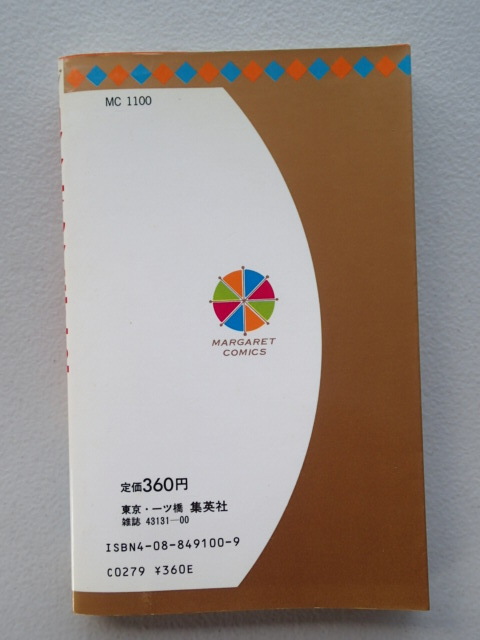 MC 1100
MARGARET
COMICS
定価360円
東京・一ツ橋 集英社
雑誌 43131—00
ISBN4-08-849100-9
C0279 ¥360E